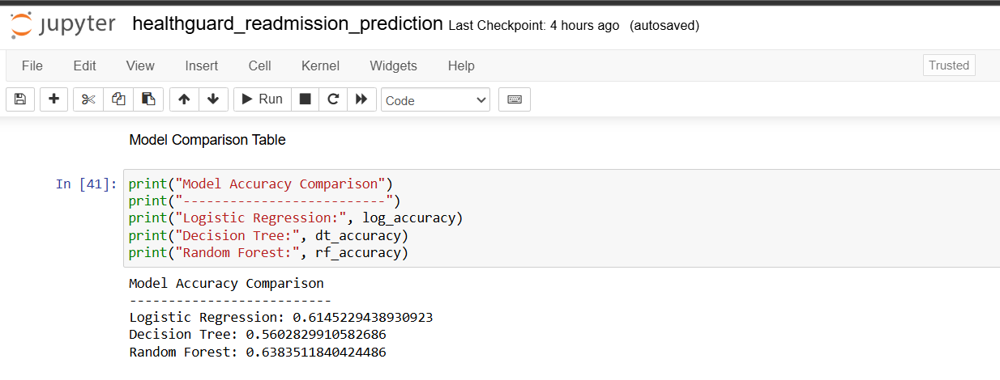 jupyter healthguard_readmission_prediction Last Checkpoint: 4 hours ago (autosaved)
File Edit View Insert Cell Kernel Widgets Help Trusted
Run Code
Model Comparison Table
In [41]: print("Model Accuracy Comparison")
print("--------------------------")
print("Logistic Regression:", log_accuracy)
print("Decision Tree:", dt_accuracy)
print("Random Forest:", rf_accuracy)
Model Accuracy Comparison
--------------------------
Logistic Regression: 0.6145229438930923
Decision Tree: 0.5602829910582686
Random Forest: 0.6383511840424486